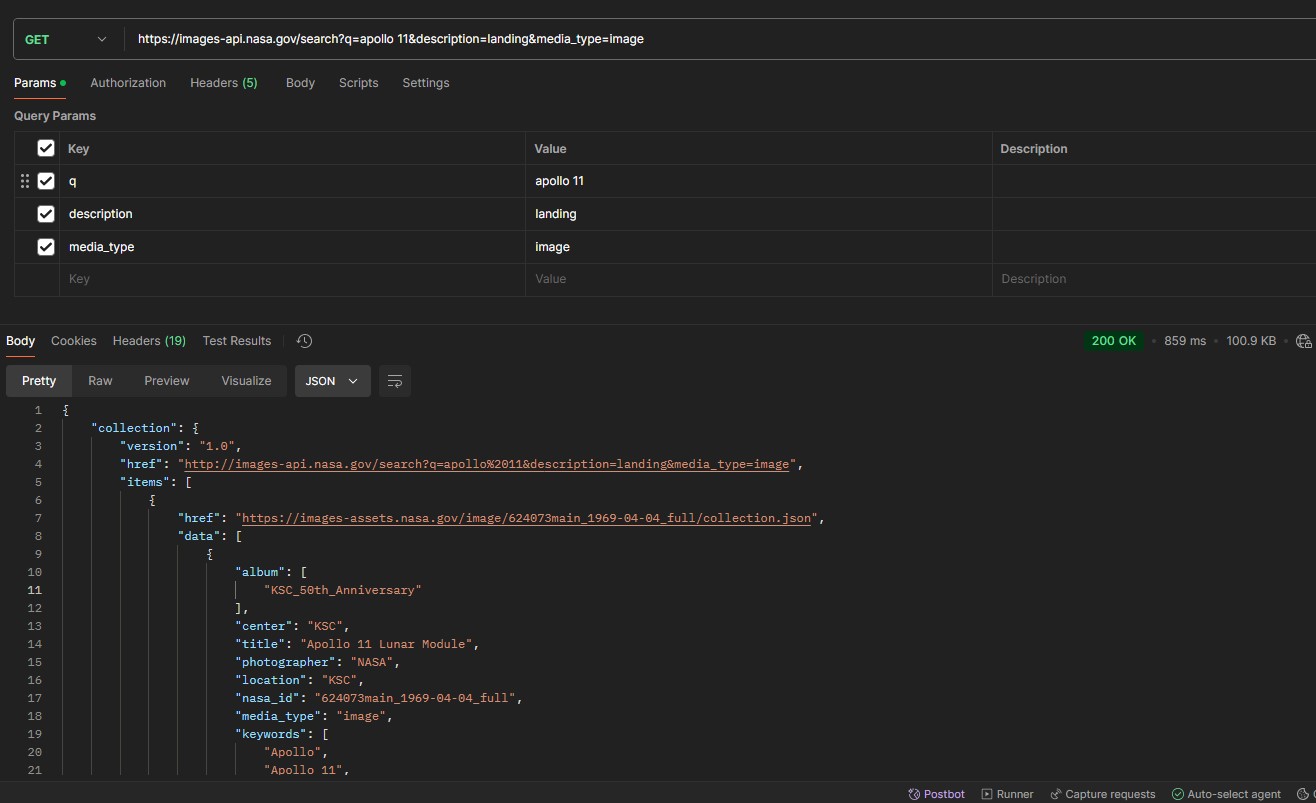 GET https://images-api.nasa.gov/search?q=apollo 11&description=landing&media_type=image
Params Authorization Headers (5) Body Scripts Settings
Query Params
Key Value Description
q apollo 11
description landing
media_type image
Key Value Description
Body Cookies Headers (19) Test Results 200 OK • 859 ms • 100.9 KB
Pretty Raw Preview Visualize JSON
1 {
2 "collection": {
3 "version": "1.0",
4 "href": "http://images-api.nasa.gov/search?q=apollo%2011&description=landing&media_type=image",
5 "items": [
6 {
7 "href": "https://images-assets.nasa.gov/image/624073main_1969-04-04_full/collection.json",
8 "data": [
9 {
10 "album": [
11 "KSC_50th_Anniversary"
12 ],
13 "center": "KSC",
14 "title": "Apollo 11 Lunar Module",
15 "photographer": "NASA",
16 "location": "KSC",
17 "nasa_id": "624073main_1969-04-04_full",
18 "media_type": "image",
19 "keywords": [
20 "Apollo",
21 "Apollo 11",
Postbot Runner Capture requests Auto-select agent